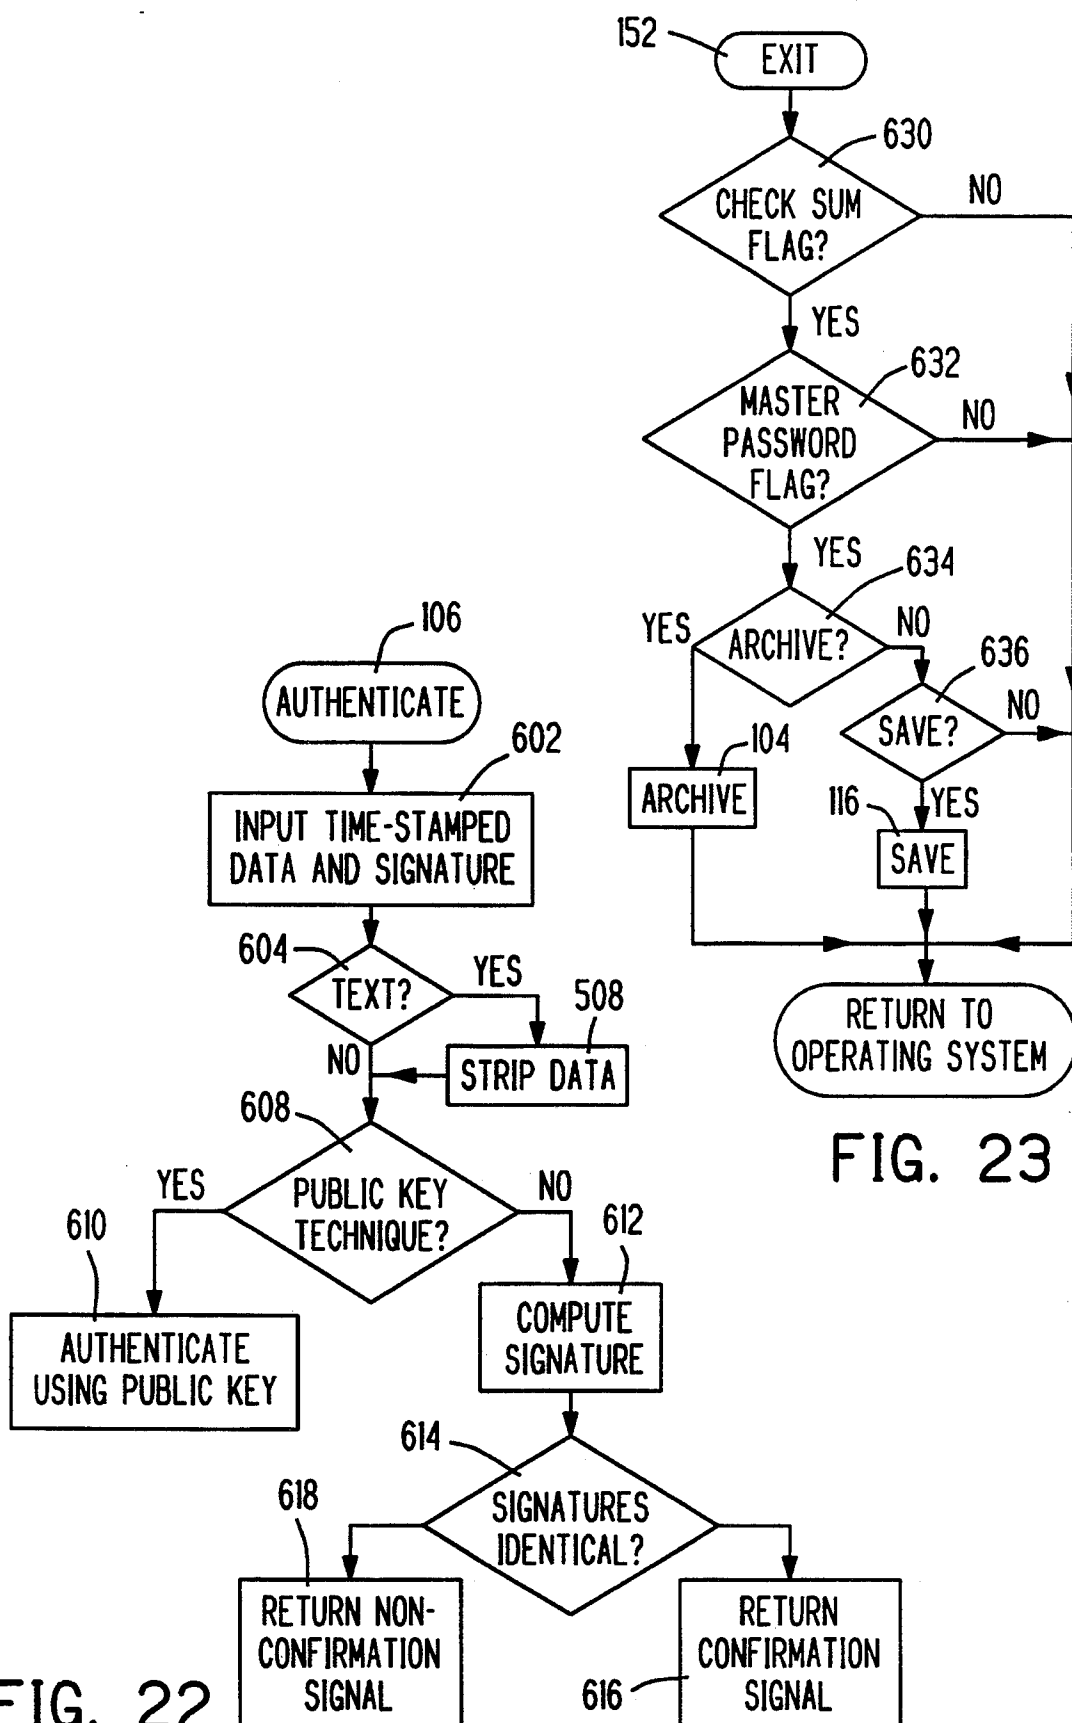 152
EXIT
630
CHECK SUM
FLAG?
NO
YES
632
MASTER
PASSWORD
FLAG?
NO
YES
634
ARCHIVE?
YES
NO
636
SAVE?
NO
104
ARCHIVE
116
YES
SAVE
RETURN TO
OPERATING SYSTEM
FIG. 23
106
AUTHENTICATE
602
INPUT TIME-STAMPED
DATA AND SIGNATURE
604
TEXT?
YES
508
NO
STRIP DATA
608
PUBLIC KEY
TECHNIQUE?
YES
NO
610
612
AUTHENTICATE
USING PUBLIC KEY
COMPUTE
SIGNATURE
614
SIGNATURES
IDENTICAL?
618
RETURN NON-
CONFIRMATION
SIGNAL
616
RETURN
CONFIRMATION
SIGNAL
FIG. 22